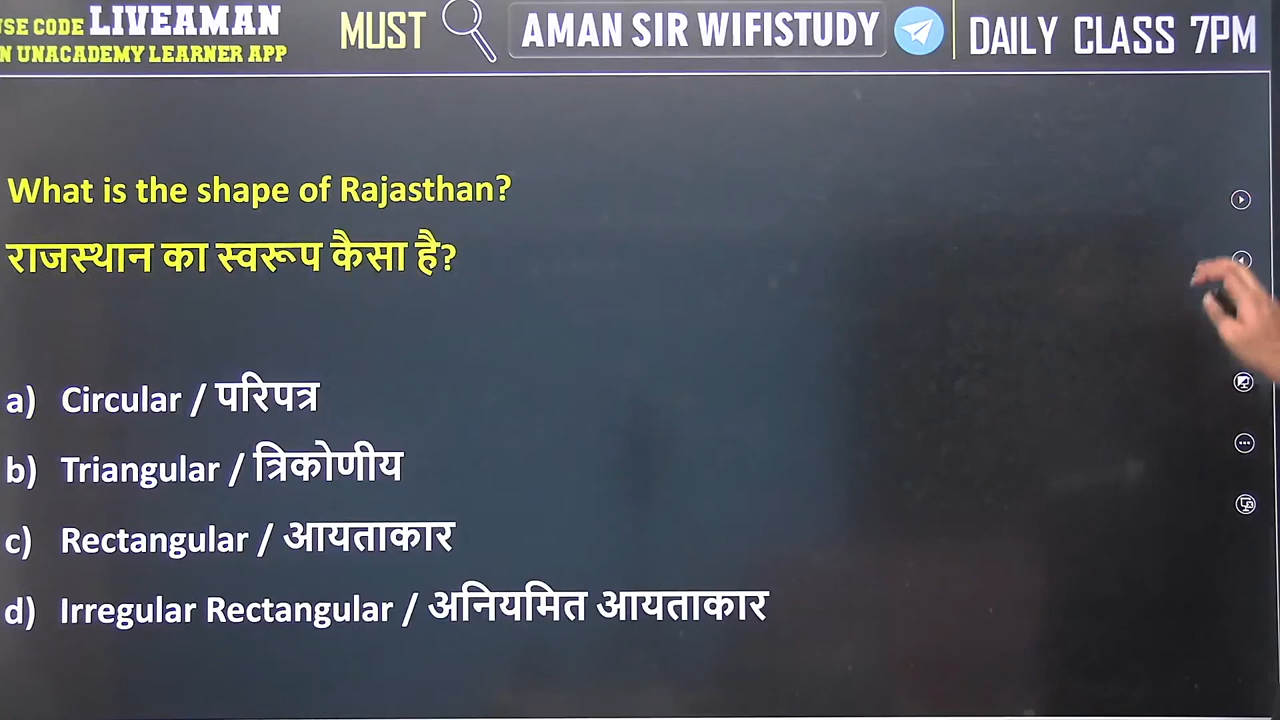 SE CODE LIVEAMAN
N UNACADEMY LEARNER APP
MUST
AMAN SIR WIFISTUDY
DAILY CLASS 7PM
What is the shape of Rajasthan?
राजस्थान का स्वरूप कैसा है?
a) Circular / परिपत्र
b) Triangular / त्रिकोणीय
c) Rectangular / आयताकार
d) Irregular Rectangular / अनियमित आयताकार